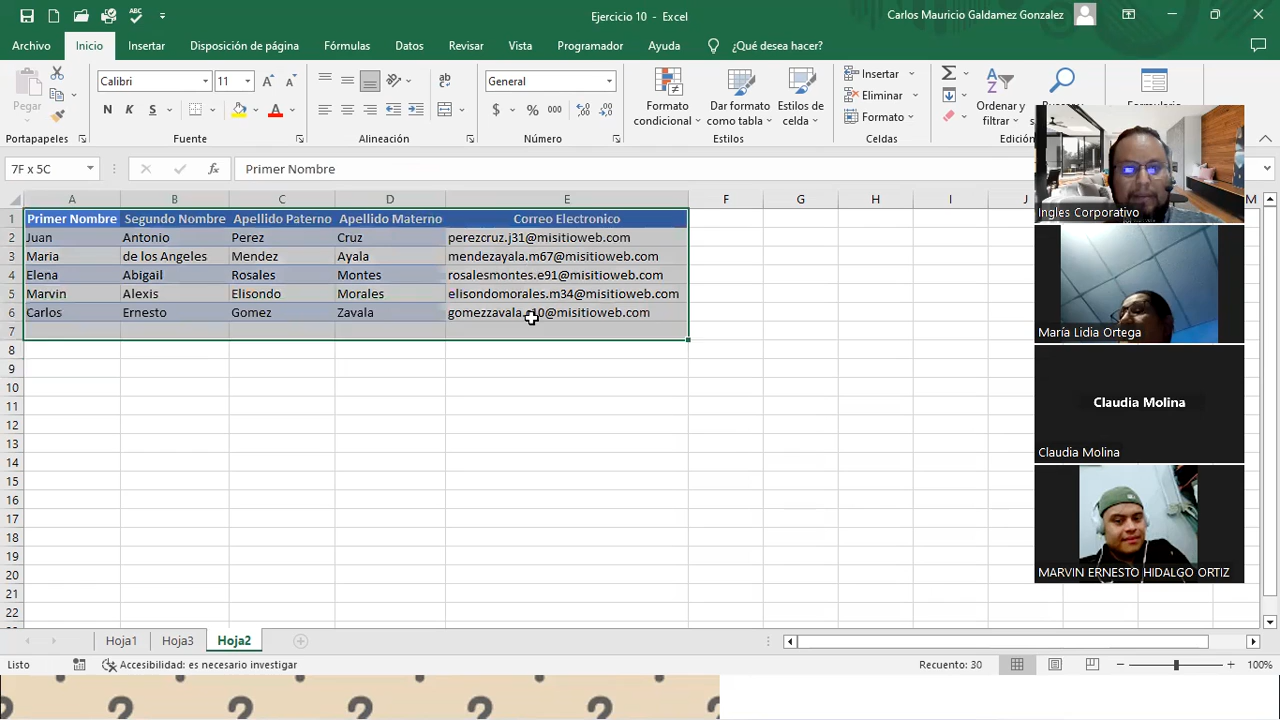 Ejercicio 10 - Excel
Carlos Mauricio Galdamez Gonzalez
Archivo Inicio Insertar Disposición de página Fórmulas Datos Revisar Vista Programador Ayuda ¿Qué desea hacer?
Pegar
Calibri 11
N K S
ab
General
$ % 000
Formato condicional
Dar formato como tabla
Estilos de celda
Insertar
Eliminar
Formato
Ordenar y filtrar
Portapapeles Fuente Alineación Número Estilos Celdas
7F x 5C
fx
Primer Nombre
A B C D E F G H I J M
1 Primer Nombre Segundo Nombre Apellido Paterno Apellido Materno Correo Electronico
2 Juan Antonio Perez Cruz perezcruz.j31@misitioweb.com
3 Maria de los Angeles Mendez Ayala mendezayala.m67@misitioweb.com
4 Elena Abigail Rosales Montes rosalesmontes.e91@misitioweb.com
5 Marvin Alexis Elisondo Morales elisondomorales.m34@misitioweb.com
6 Carlos Ernesto Gomez Zavala
7
8
9
10
11
12
13
14
15
16
17
18
19
20
21
22
Ingles Corporativo
María Lidia Ortega
Claudia Molina
Claudia Molina
MARVIN ERNESTO HIDALGO ORTIZ
Hoja1 Hoja3 Hoja2
Listo
Accesibilidad: es necesario investigar
Recuento: 30
100%
? ? ? ?